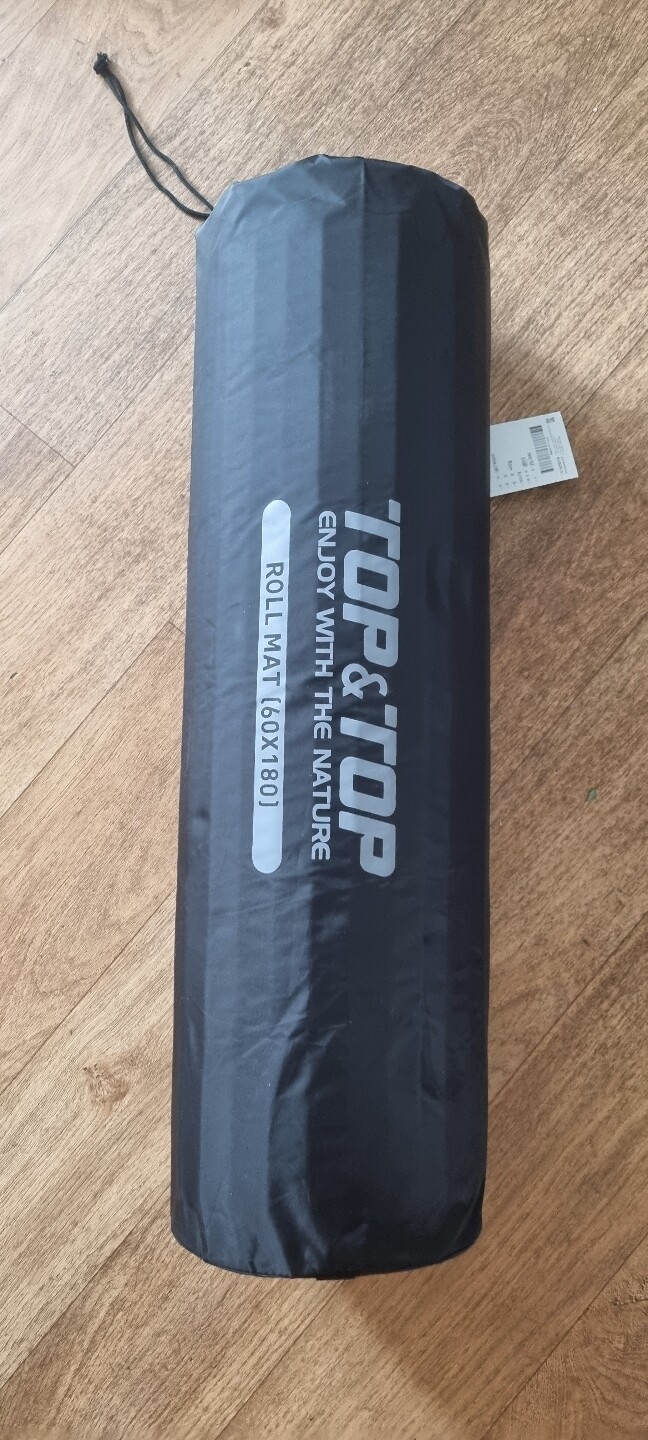 TOP&TOP
ENJOY WITH THE NATURE
ROLL MAT (60X180)